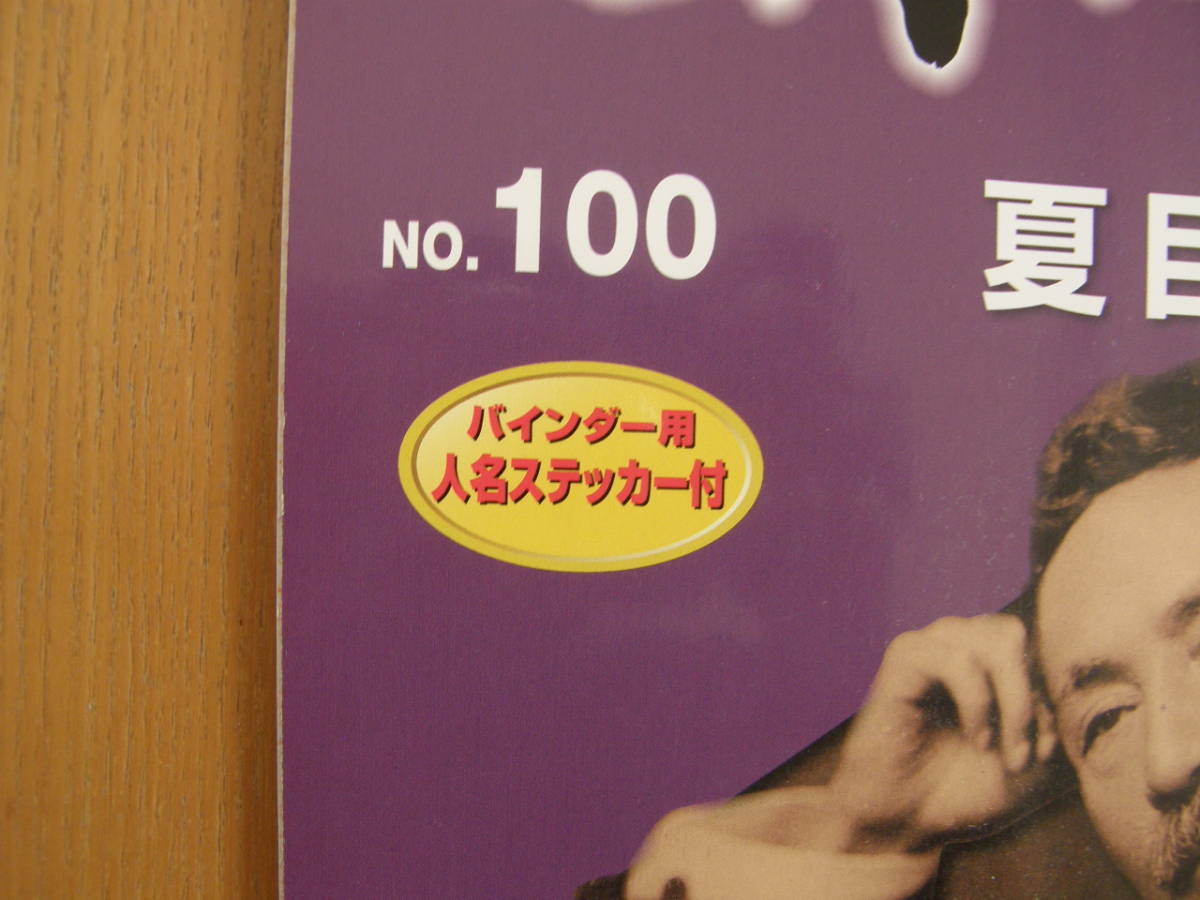 NO. 100
夏目
バインダー用
人名ステッカー付